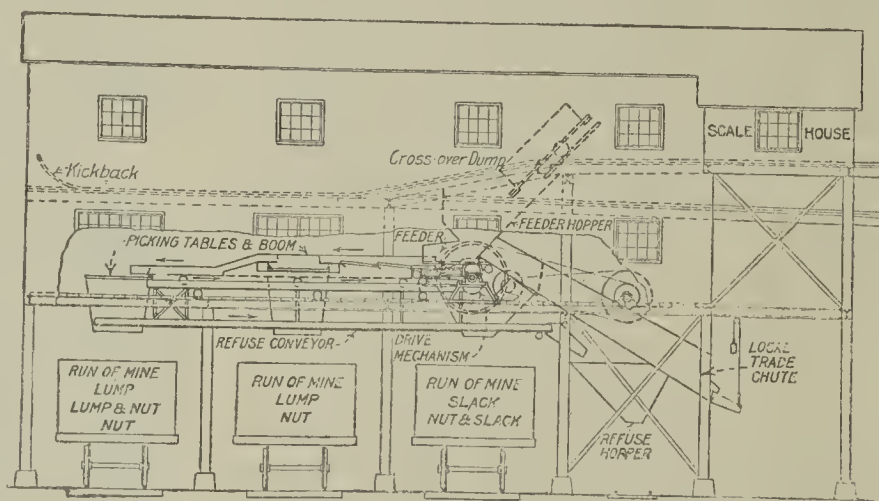 SCALE HOUSE
Kickback
Cross-over Dump
FEEDER HOPPER
PICKING TABLES & BOOM
FEEDER
REFUSE CONVEYOR
DRIVE
MECHANISM
LOCAL
TRADE
CHUTE
RUN OF MINE
LUMP
LUMP & NUT
NUT
RUN OF MINE
LUMP
NUT
RUN OF MINE
SLACK
NUT & SLACK
REFUSE
HOPPER